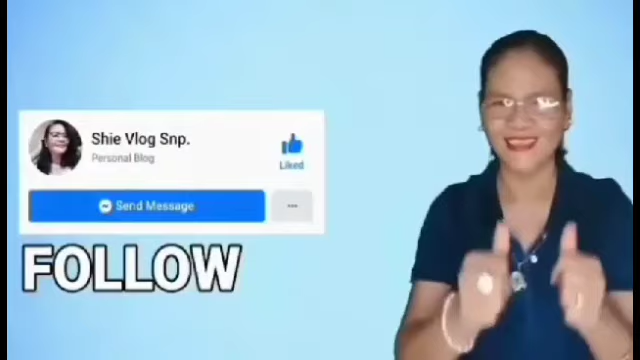 Shie Vlog Snp.
Personal Blog
Liked
Send Message
FOLLOW